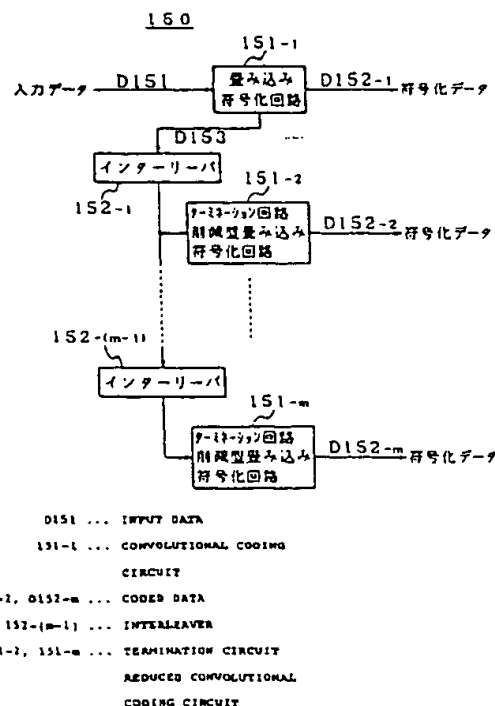 150
151-1
入力データ
D151
畳み込み
符号化回路
D152-1
符号化データ
D153
インターリーバ
152-1
151-2
ターミネーション回路
削減型畳み込み
符号化回路
D152-2
符号化データ
152-(m-1)
インターリーバ
151-m
ターミネーション回路
削減型畳み込み
符号化回路
D152-m
符号化データ
D151 ... INPUT DATA
151-1 ... CONVOLUTIONAL CODING
CIRCUIT
-2, D152-m ... CODED DATA
152-(m-1) ... INTERLEAVER
1-2, 151-m ... TERMINATION CIRCUIT
REDUCED CONVOLUTIONAL
CODING CIRCUIT